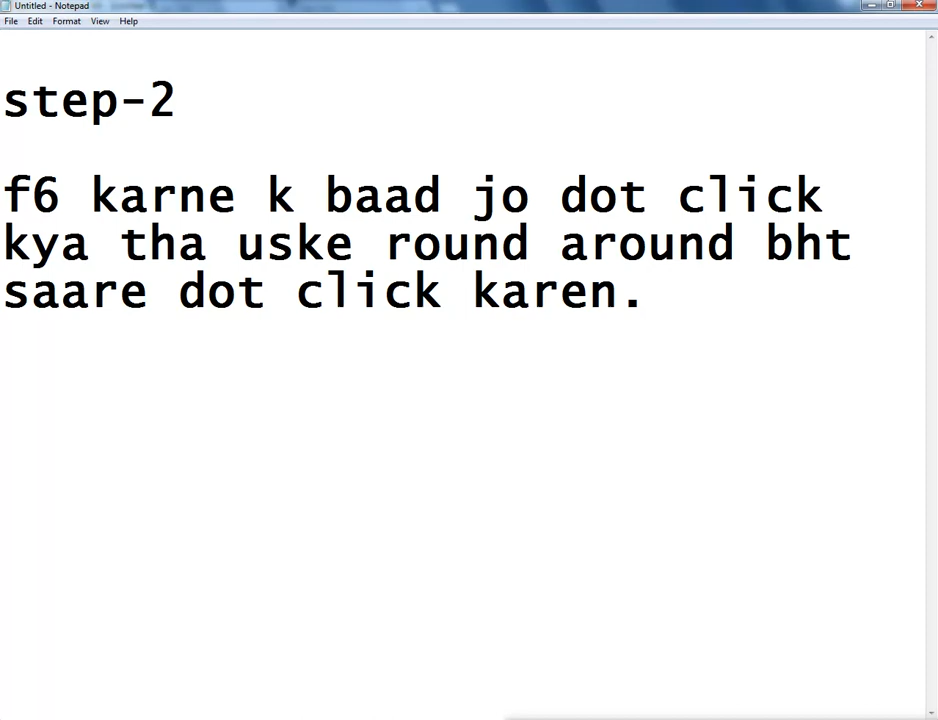 Untitled - Notepad
File Edit Format View Help
step-2
f6 karne k baad jo dot click
kya tha uske round around bht
saare dot click karen.